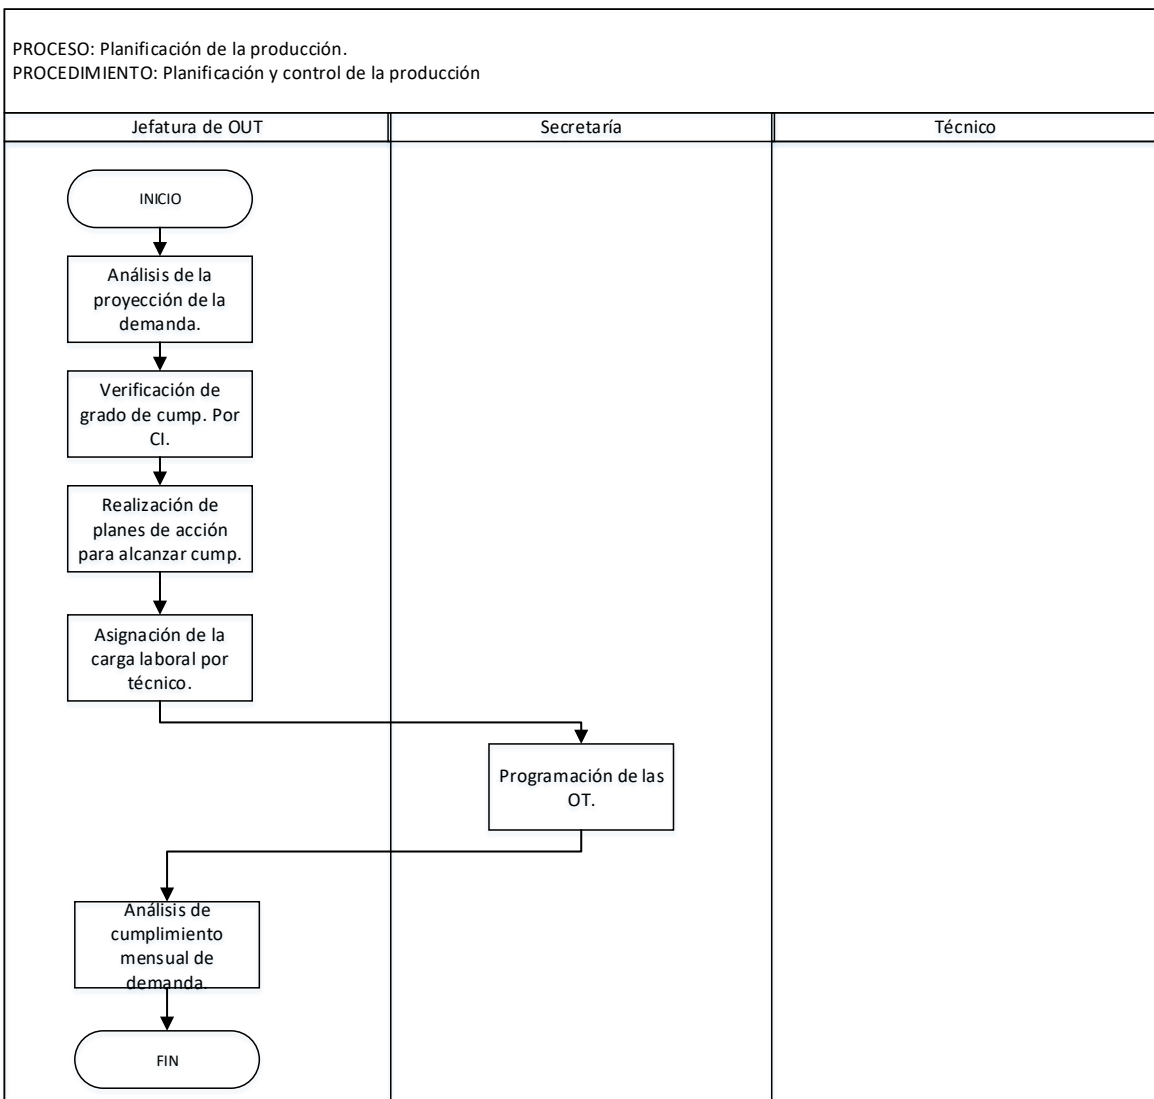 PROCESO: Planificación de la producción.
PROCEDIMIENTO: Planificación y control de la producción
Jefatura de OUT
Secretaría
Técnico
INICIO
Análisis de la
proyección de la
demanda.
Verificación de
grado de cump. Por
CI.
Realización de
planes de acción
para alcanzar cump.
Asignación de la
carga laboral por
técnico.
Programación de las
OT.
Análisis de
cumplimiento
mensual de
demanda.
FIN